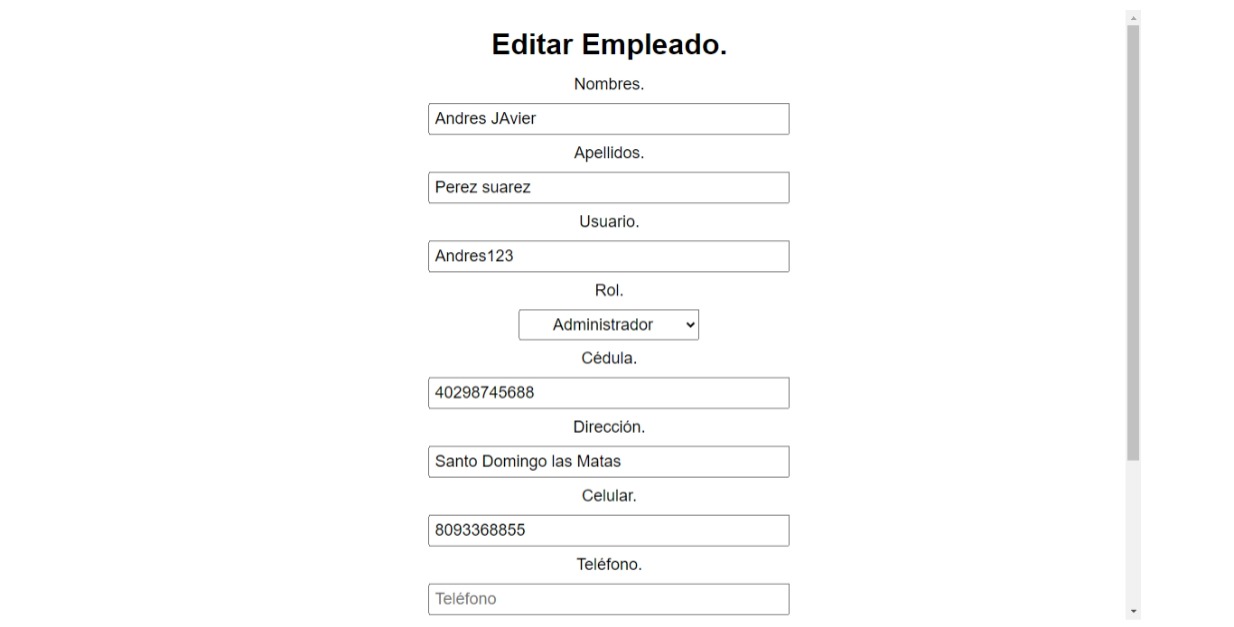 Editar Empleado.
Nombres.
Andres JAvier
Apellidos.
Perez suarez
Usuario.
Andres123
Rol.
Administrador
Cédula.
40298745688
Dirección.
Santo Domingo las Matas
Celular.
8093368855
Teléfono.
Teléfono